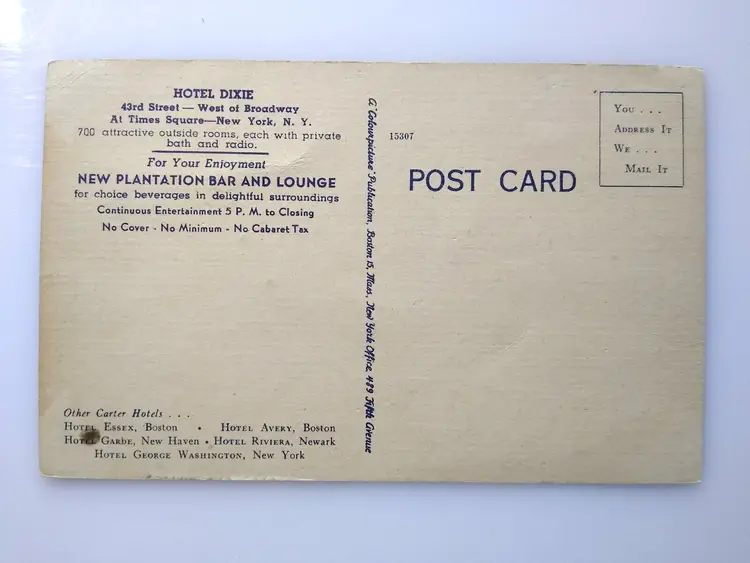 HOTEL DIXIE
43rd Street — West of Broadway
At Times Square—New York, N. Y.
700 attractive outside rooms, each with private
bath and radio.
For Your Enjoyment
NEW PLANTATION BAR AND LOUNGE
for choice beverages in delightful surroundings
Continuous Entertainment 5 P. M. to Closing
No Cover - No Minimum - No Cabaret Tax
Other Carter Hotels . . .
Hotel Essex, Boston • Hotel Avery, Boston
Hotel Garde, New Haven • Hotel Riviera, Newark
Hotel George Washington, New York
A "Colourpicture" Publication, Boston 15, Mass., New York Office, 489 Fifth Avenue
15307
POST CARD
You . . .
Address It
We . . .
Mail It